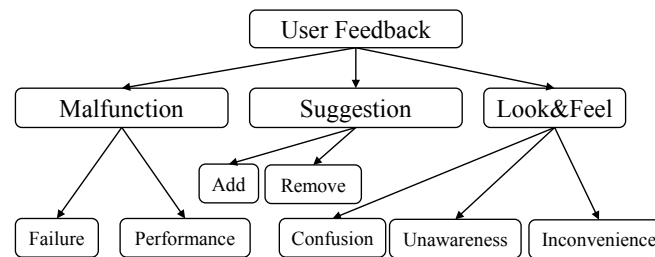 User Feedback
Malfunction
Suggestion
Look&Feel
Add
Remove
Failure
Performance
Confusion
Unawareness
Inconvenience